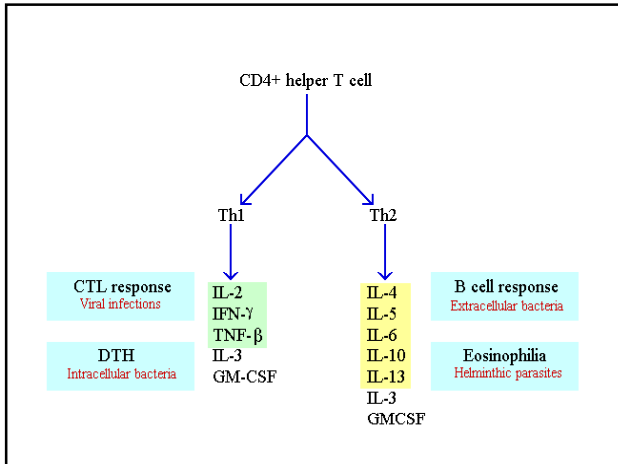 CD4+ helper T cell
Th1
Th2
CTL response
Viral infections
DTH
Intracellular bacteria
IL-2
IFN-γ
TNF-β
IL-3
GM-CSF
IL-4
IL-5
IL-6
IL-10
IL-13
IL-3
GMCSF
B cell response
Extracellular bacteria
Eosinophilia
Helminthic parasites